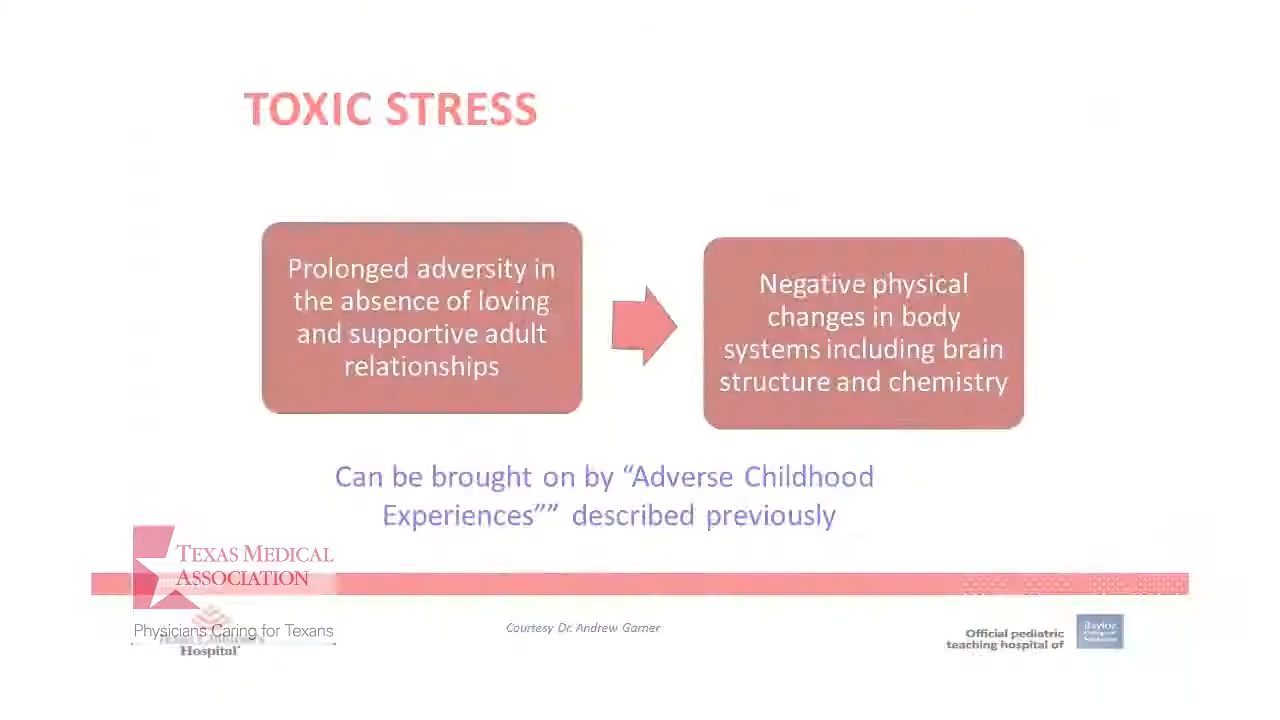 TOXIC STRESS
Prolonged adversity in
the absence of loving
and supportive adult
relationships
Negative physical
changes in body
systems including brain
structure and chemistry
Can be brought on by “Adverse Childhood
Experiences”” described previously
TEXAS MEDICAL
ASSOCIATION
Physicians Caring for Texans
Hospital
Courtesy Dr. Andrew Garner
Official pediatric
teaching hospital of
Baylor
College of
Medicine